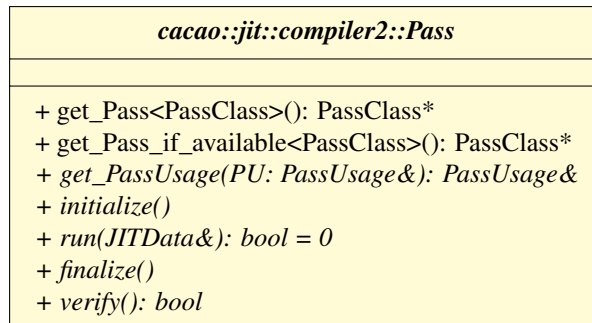 cacao::jit::compiler2::Pass
+ get_Pass<PassClass>(): PassClass*
+ get_Pass_if_available<PassClass>(): PassClass*
+ get_PassUsage(PU: PassUsage&): PassUsage&
+ initialize()
+ run(JITData&): bool = 0
+ finalize()
+ verify(): bool